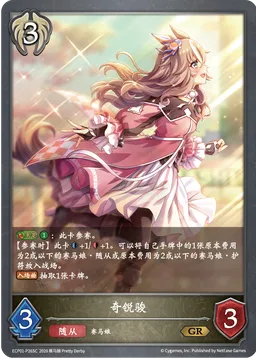 3
①：此卡参赛。
【参赛时】此卡+1/+1。可以将自己手牌中的1张原本费用
为2或以下的赛马娘·随从或原本费用为2或以下的赛马娘·护
符放入战场。
入场曲 抽取1张卡牌。
奇锐骏
3
随从 赛马娘 GR
3
© Cygames, Inc. Published by NetEase Games